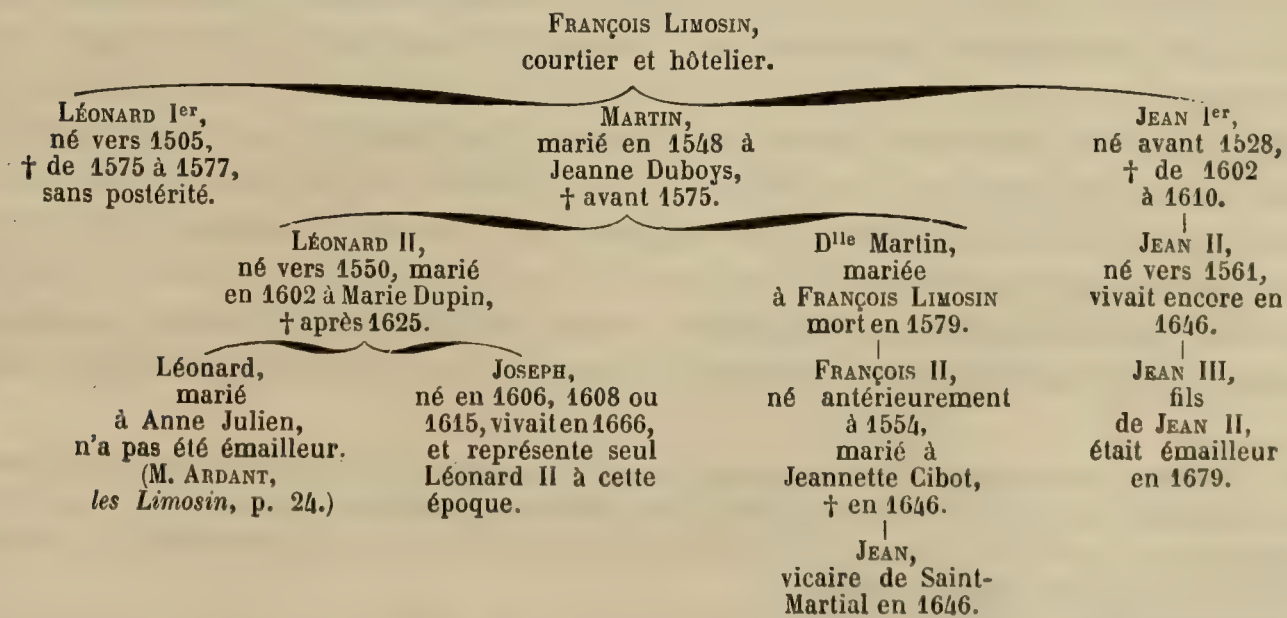 FRANÇOIS LIMOSIN,
courtier et hôtelier.
LÉONARD Ier,
né vers 1505,
† de 1575 à 1577,
sans postérité.
MARTIN,
marié en 1548 à
Jeanne Duboys,
† avant 1575.
JEAN Ier,
né avant 1528,
† de 1602
à 1610.
LÉONARD II,
né vers 1550, marié
en 1602 à Marie Dupin,
† après 1625.
Dlle Martin,
mariée
à FRANÇOIS LIMOSIN
mort en 1579.
JEAN II,
né vers 1561,
vivait encore en
1646.
Léonard,
marié
à Anne Julien,
n'a pas été émailleur.
(M. ARDANT,
les Limosin, p. 24.)
JOSEPH,
né en 1606, 1608 ou
1615, vivait en 1666,
et représente seul
Léonard II à cette
époque.
FRANÇOIS II,
né antérieurement
à 1554,
marié à
Jeannette Cibot,
† en 1646.
JEAN III,
fils
de JEAN II,
était émailleur
en 1679.
JEAN,
vicaire de Saint-
Martial en 1646.